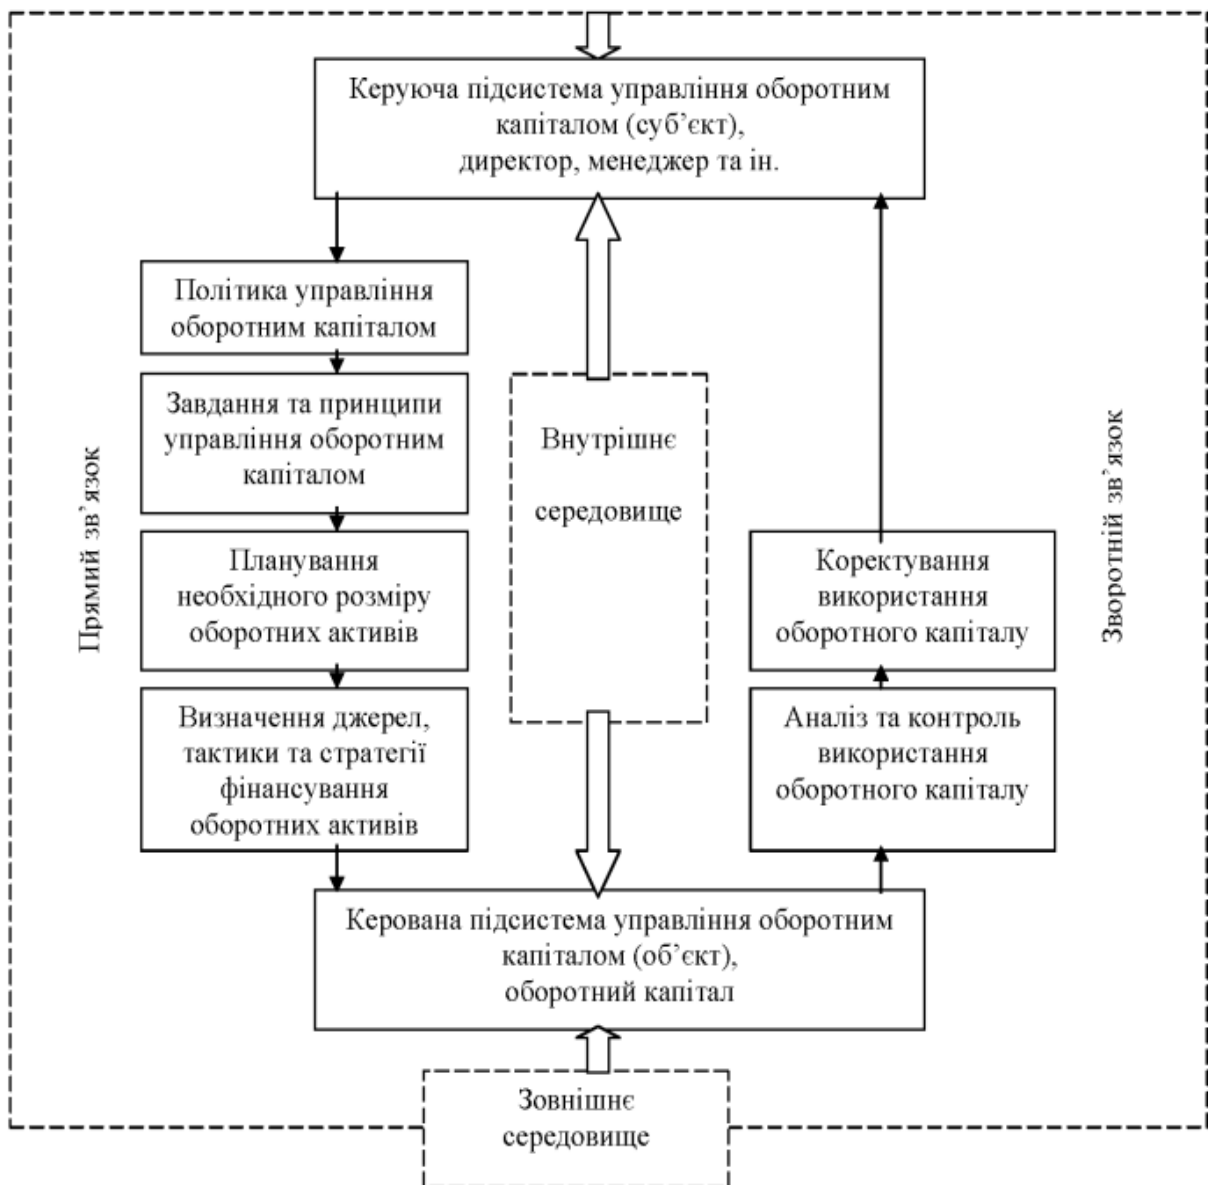 Керуюча підсистема управління оборотним
капіталом (суб’єкт),
директор, менеджер та ін.
Політика управління
оборотним капіталом
Завдання та принципи
управління оборотним
капіталом
Планування
необхідного розміру
оборотних активів
Визначення джерел,
тактики та стратегії
фінансування
оборотних активів
Прямий зв’язок
Внутрішнє
середовище
Коректування
використання
оборотного капіталу
Аналіз та контроль
використання
оборотного капіталу
Зворотній зв’язок
Керована підсистема управління оборотним
капіталом (об’єкт),
оборотний капітал
Зовнішнє
середовище